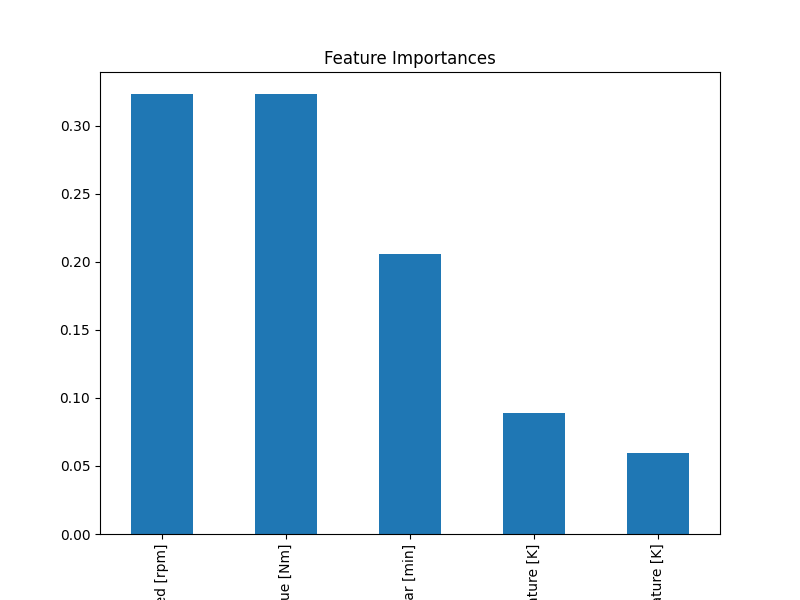 Feature Importances
0.30
0.25
0.20
0.15
0.10
0.05
0.00
ed [rpm]
ue [Nm]
ar [min]
ature [K]
ature [K]